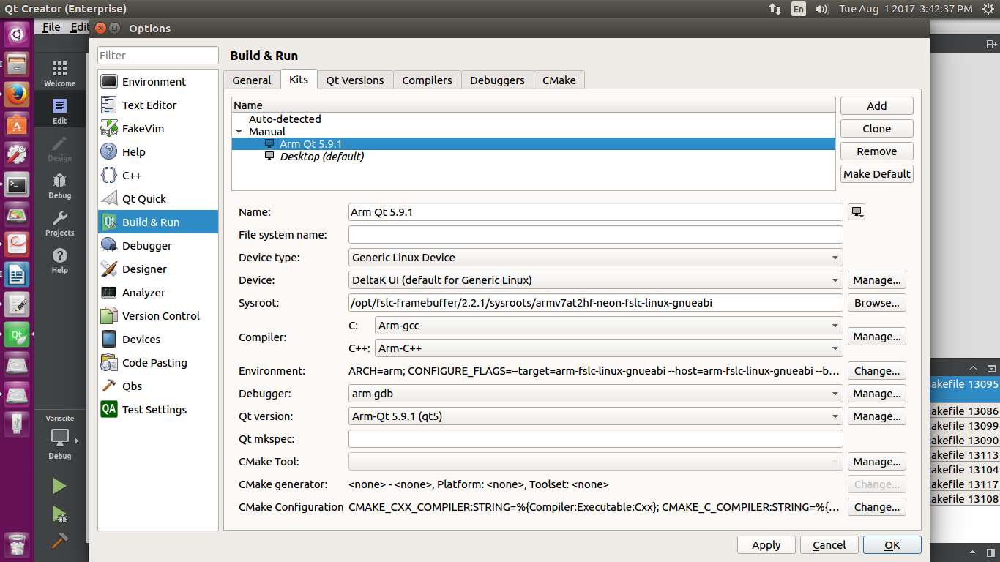 Qt Creator (Enterprise)
En
Tue Aug 1 2017 3:42:37 PM
File Edit
Options
Welcome
Edit
Design
Debug
Projects
Help
Variscite
Debug
Qt
Filter
Environment
Text Editor
Fake
FakeVim
Help
C++
Qt Quick
Build & Run
Debugger
Designer
Analyzer
Version Control
Devices
Code Pasting
Qbs
QA Test Settings
Build & Run
General Kits Qt Versions Compilers Debuggers CMake
Name
Auto-detected
Manual
Arm Qt 5.9.1
Desktop (default)
Add
Clone
Remove
Make Default
Name: Arm Qt 5.9.1
File system name:
Device type: Generic Linux Device
Device: DeltaK UI (default for Generic Linux) Manage...
Sysroot: /opt/fslc-framebuffer/2.2.1/sysroots/armv7at2hf-neon-fslc-linux-gnueabi Browse...
Compiler: C: Arm-gcc
C++: Arm-C++ Manage...
Environment: ARCH=arm; CONFIGURE_FLAGS=--target=arm-fslc-linux-gnueabi --host=arm-fslc-linux-gnueabi --b... Change...
Debugger: arm gdb Manage...
Qt version: Arm-Qt 5.9.1 (qt5) Manage...
Qt mkspec:
CMake Tool: Manage...
CMake generator: <none> - <none>, Platform: <none>, Toolset: <none> Change...
CMake Configuration CMAKE_CXX_COMPILER:STRING=%{Compiler:Executable:Cxx}; CMAKE_C_COMPILER:STRING=%{... Change...
Apply Cancel OK
akefile 13095
akefile 13086
akefile 13099
akefile 13090
akefile 13113
akefile 13104
akefile 13117
akefile 13108